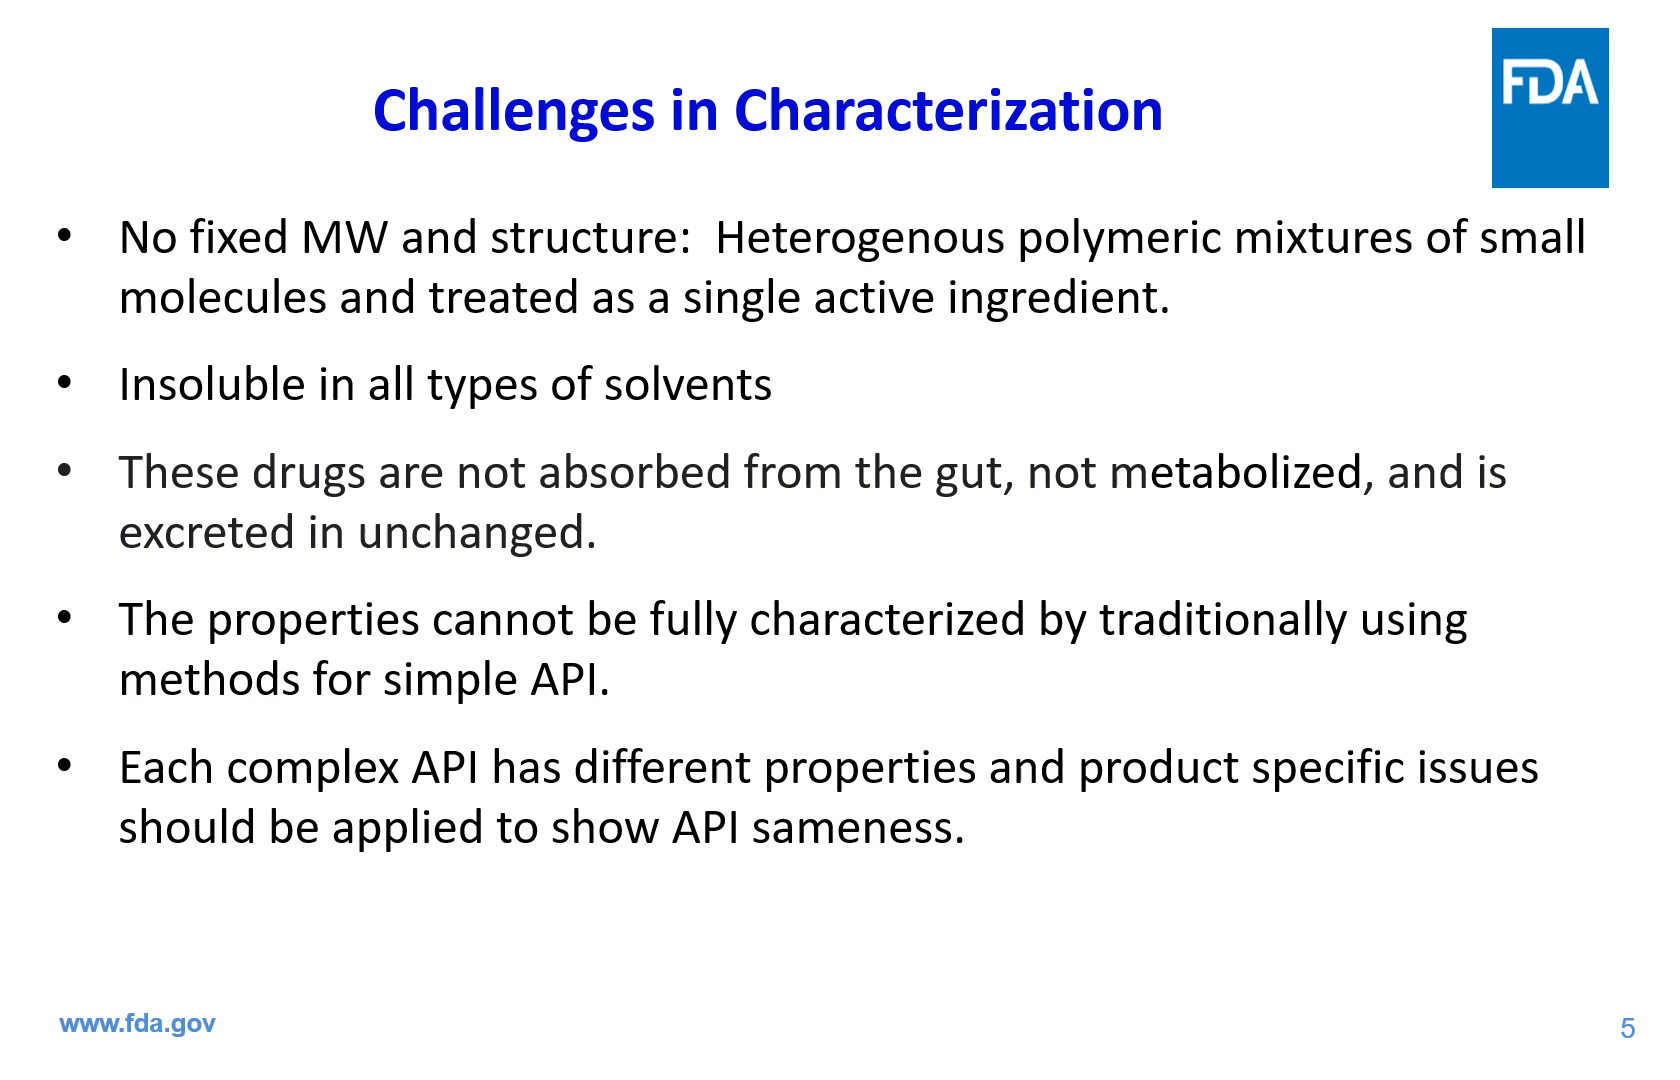 FDA
Challenges in Characterization
• No fixed MW and structure:  Heterogenous polymeric mixtures of small
molecules and treated as a single active ingredient.
• Insoluble in all types of solvents
• These drugs are not absorbed from the gut, not metabolized, and is
excreted in unchanged.
• The properties cannot be fully characterized by traditionally using
methods for simple API.
• Each complex API has different properties and product specific issues
should be applied to show API sameness.
www.fda.gov
5